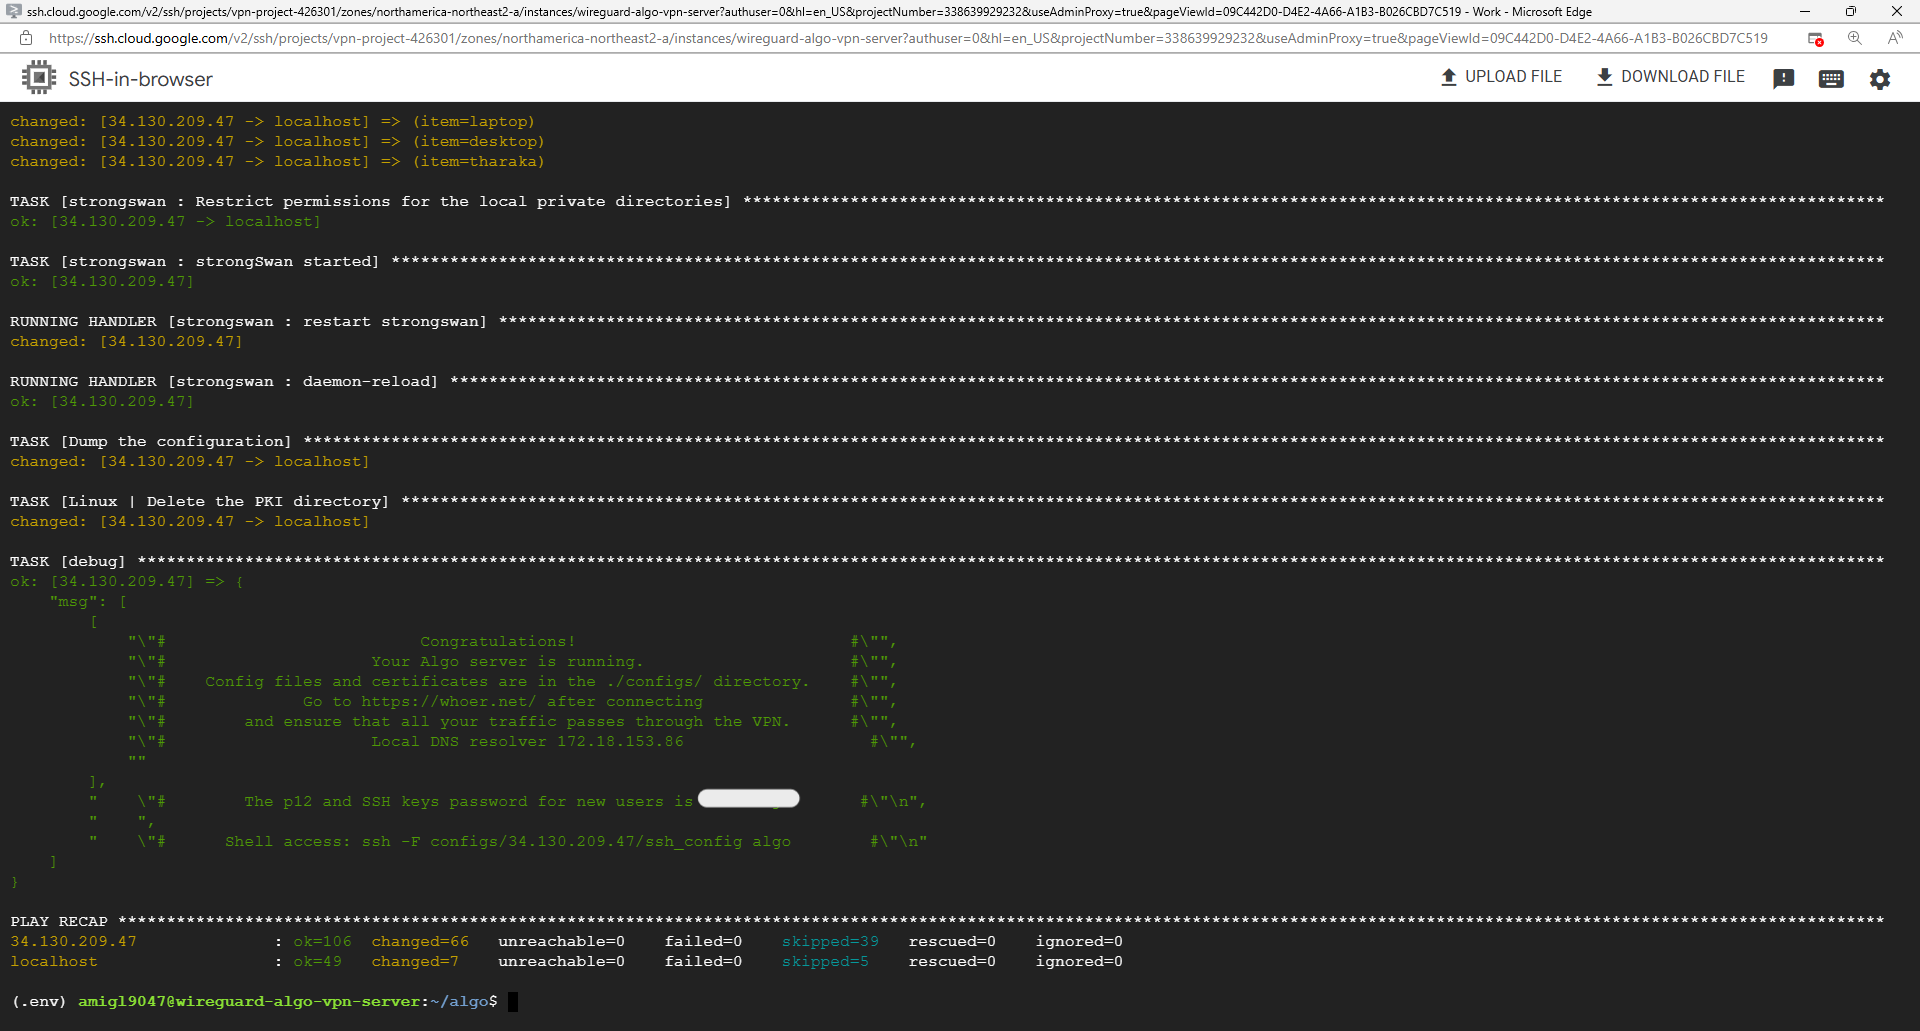 ssh.cloud.google.com/v2/ssh/projects/vpn-project-426301/zones/northamerica-northeast2-a/instances/wireguard-algo-vpn-server?authuser=0&hl=en_US&projectNumber=338639929232&useAdminProxy=true&pageViewId=09C442D0-D4E2-4A66-A1B3-B026CBD7C519 - Work - Microsoft Edge
https://ssh.cloud.google.com/v2/ssh/projects/vpn-project-426301/zones/northamerica-northeast2-a/instances/wireguard-algo-vpn-server?authuser=0&hl=en_US&projectNumber=338639929232&useAdminProxy=true&pageViewId=09C442D0-D4E2-4A66-A1B3-B026CBD7C519
SSH-in-browser UPLOAD FILE DOWNLOAD FILE
changed: [34.130.209.47 -> localhost] => (item=laptop)
changed: [34.130.209.47 -> localhost] => (item=desktop)
changed: [34.130.209.47 -> localhost] => (item=tharaka)
TASK [strongswan : Restrict permissions for the local private directories] *********************************************************************************************************************
ok: [34.130.209.47 -> localhost]
TASK [strongswan : strongSwan started] *********************************************************************************************************************************************************
ok: [34.130.209.47]
RUNNING HANDLER [strongswan : restart strongswan] **********************************************************************************************************************************************
changed: [34.130.209.47]
RUNNING HANDLER [strongswan : daemon-reload] ***************************************************************************************************************************************************
ok: [34.130.209.47]
TASK [Dump the configuration] ******************************************************************************************************************************************************************
changed: [34.130.209.47 -> localhost]
TASK [Linux | Delete the PKI directory] ********************************************************************************************************************************************************
changed: [34.130.209.47 -> localhost]
TASK [debug] ***********************************************************************************************************************************************************************************
ok: [34.130.209.47] => {
"msg": [
[
"\"# Congratulations! #\"",
"\"# Your Algo server is running. #\"",
"\"# Config files and certificates are in the ./configs/ directory. #\"",
"\"# Go to https://whoer.net/ after connecting #\"",
"\"# and ensure that all your traffic passes through the VPN. #\"",
"\"# Local DNS resolver 172.18.153.86 #\"",
""
],
" \"# The p12 and SSH keys password for new users is #\"\n",
" ",
" \"# Shell access: ssh -F configs/34.130.209.47/ssh_config algo #\"\n"
]
}
PLAY RECAP *************************************************************************************************************************************************************************************
34.130.209.47 : ok=106 changed=66 unreachable=0 failed=0 skipped=39 rescued=0 ignored=0
localhost : ok=49 changed=7 unreachable=0 failed=0 skipped=5 rescued=0 ignored=0
(.env) amigl9047@wireguard-algo-vpn-server:~/algo$